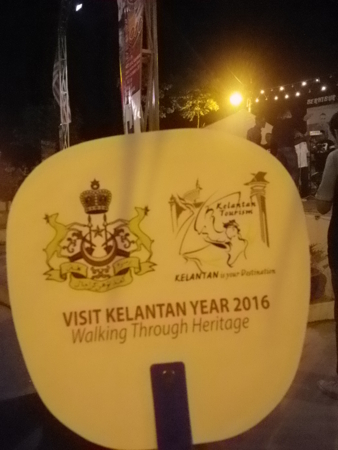 Kelantan
Tourism
KELANTAN is your Destination
VISIT KELANTAN YEAR 2016
Walking Through Heritage